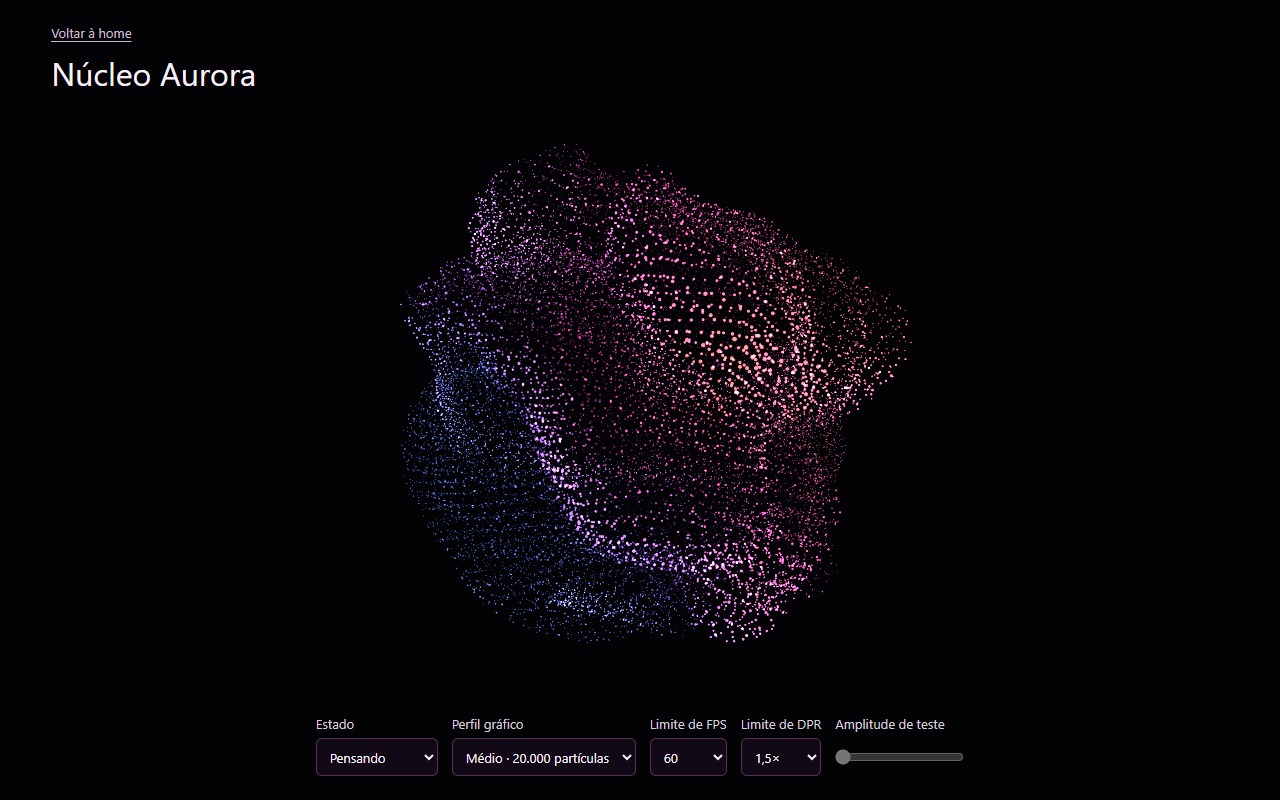 Voltar à home
Núcleo Aurora
Estado Perfil gráfico Limite de FPS Limite de DPR Amplitude de teste
Pensando Médio · 20.000 partículas 60 1,5×